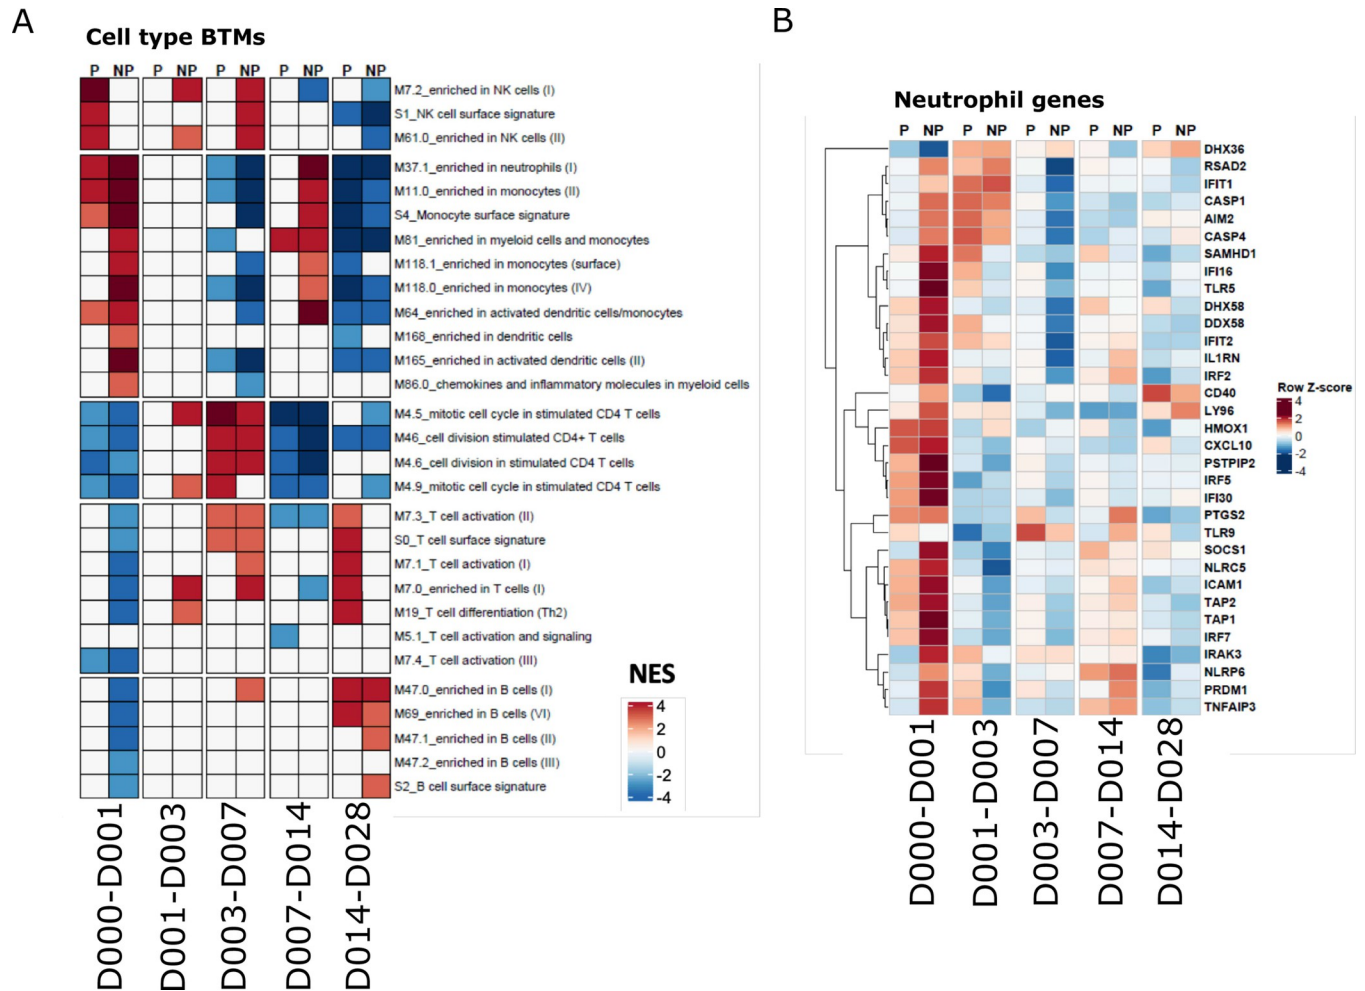 A
Cell type BTMs
P NP P NP P NP P NP P NP
M7.2_enriched in NK cells (I)
S1_NK cell surface signature
M61.0_enriched in NK cells (II)
M37.1_enriched in neutrophils (I)
M11.0_enriched in monocytes (II)
S4_Monocyte surface signature
M81_enriched in myeloid cells and monocytes
M118.1_enriched in monocytes (surface)
M118.0_enriched in monocytes (IV)
M64_enriched in activated dendritic cells/monocytes
M168_enriched in dendritic cells
M165_enriched in activated dendritic cells (II)
M86.0_chemokines and inflammatory molecules in myeloid cells
M4.5_mitotic cell cycle in stimulated CD4 T cells
M46_cell division stimulated CD4+ T cells
M4.6_cell division in stimulated CD4 T cells
M4.9_mitotic cell cycle in stimulated CD4 T cells
M7.3_T cell activation (II)
S0_T cell surface signature
M7.1_T cell activation (I)
M7.0_enriched in T cells (I)
M19_T cell differentiation (Th2)
M5.1_T cell activation and signaling
M7.4_T cell activation (III)
M47.0_enriched in B cells (I)
M69_enriched in B cells (VI)
M47.1_enriched in B cells (II)
M47.2_enriched in B cells (III)
S2_B cell surface signature
NES
4
2
0
-2
-4
D000-D001
D001-D003
D003-D007
D007-D014
D014-D028
B
Neutrophil genes
P NP P NP P NP P NP P NP
DHX36
RSAD2
IFIT1
CASP1
AIM2
CASP4
SAMHD1
IFI16
TLR5
DHX58
DDX58
IFIT2
IL1RN
IRF2
CD40
LY96
HMOX1
CXCL10
PSTPIP2
IRF5
IFI30
PTGS2
TLR9
SOCS1
NLRC5
ICAM1
TAP2
TAP1
IRF7
IRAK3
NLRP6
PRDM1
TNFAIP3
Row Z-score
4
2
0
-2
-4
D000-D001
D001-D003
D003-D007
D007-D014
D014-D028